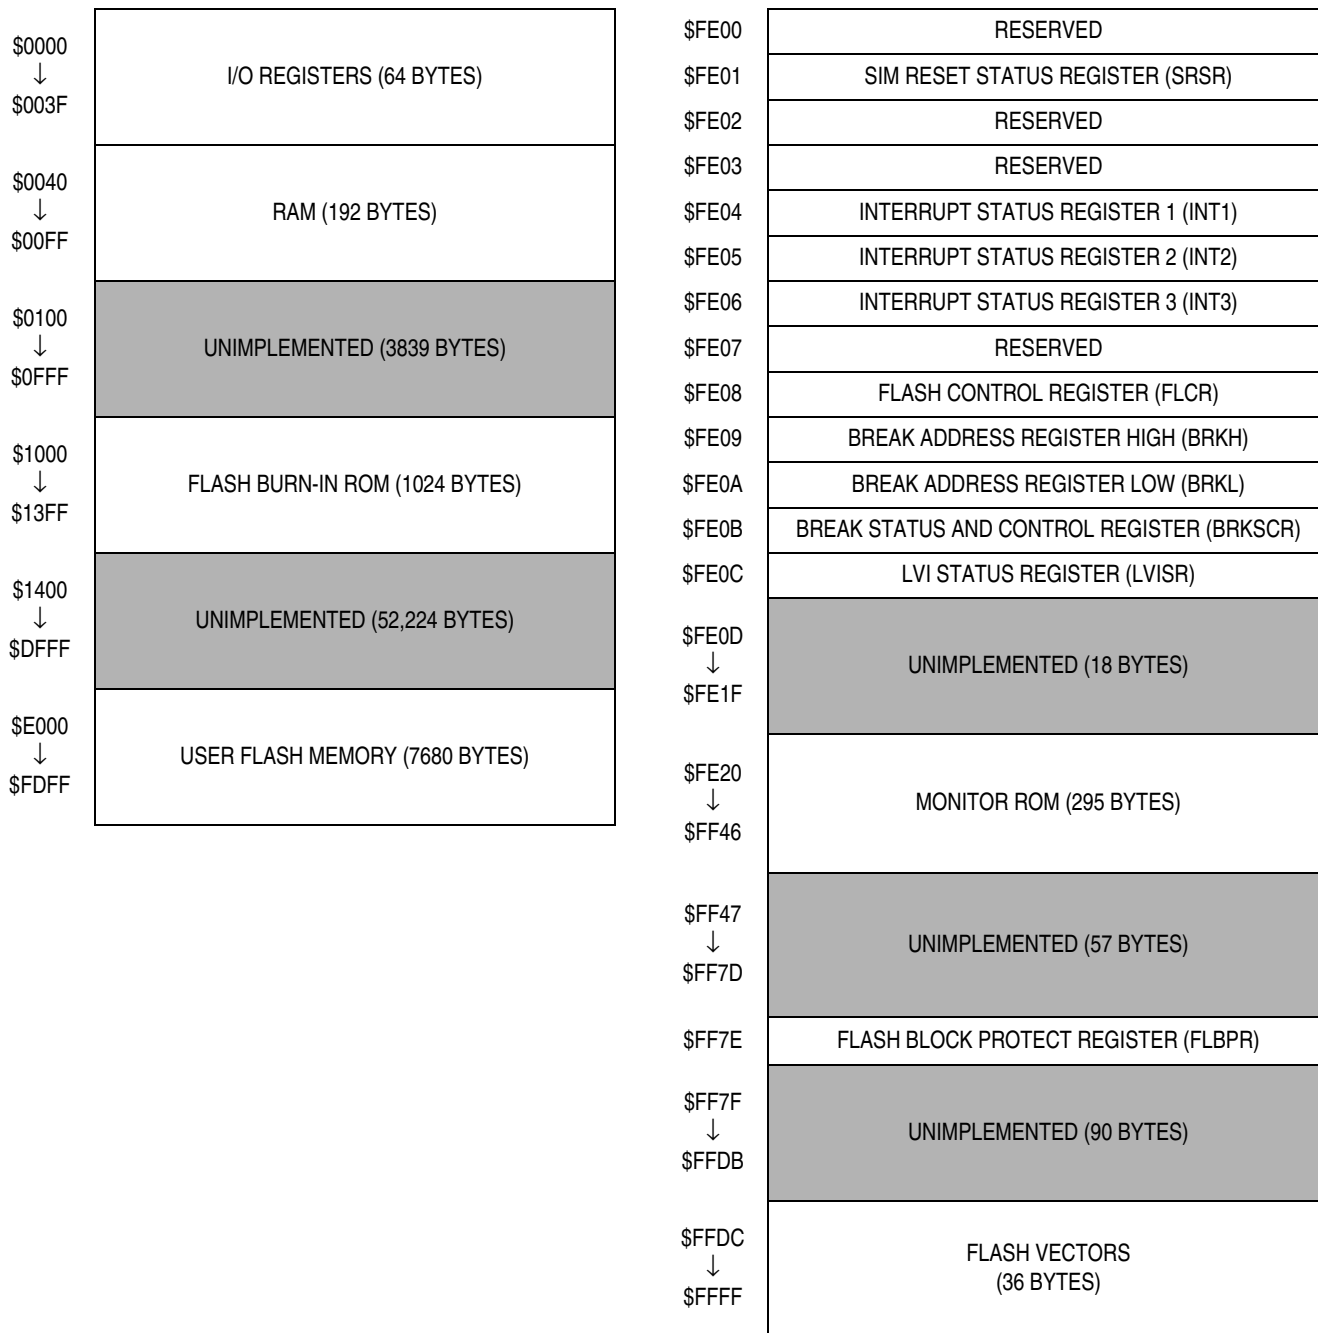 $0000
↓
$003F
I/O REGISTERS (64 BYTES)
$0040
↓
$00FF
RAM (192 BYTES)
$0100
↓
$0FFF
UNIMPLEMENTED (3839 BYTES)
$1000
↓
$13FF
FLASH BURN-IN ROM (1024 BYTES)
$1400
↓
$DFFF
UNIMPLEMENTED (52,224 BYTES)
$E000
↓
$FDFF
USER FLASH MEMORY (7680 BYTES)
$FE00 RESERVED
$FE01 SIM RESET STATUS REGISTER (SRSR)
$FE02 RESERVED
$FE03 RESERVED
$FE04 INTERRUPT STATUS REGISTER 1 (INT1)
$FE05 INTERRUPT STATUS REGISTER 2 (INT2)
$FE06 INTERRUPT STATUS REGISTER 3 (INT3)
$FE07 RESERVED
$FE08 FLASH CONTROL REGISTER (FLCR)
$FE09 BREAK ADDRESS REGISTER HIGH (BRKH)
$FE0A BREAK ADDRESS REGISTER LOW (BRKL)
$FE0B BREAK STATUS AND CONTROL REGISTER (BRKSCR)
$FE0C LVI STATUS REGISTER (LVISR)
$FE0D
↓
$FE1F
UNIMPLEMENTED (18 BYTES)
$FE20
↓
$FF46
MONITOR ROM (295 BYTES)
$FF47
↓
$FF7D
UNIMPLEMENTED (57 BYTES)
$FF7E FLASH BLOCK PROTECT REGISTER (FLBPR)
$FF7F
↓
$FFDB
UNIMPLEMENTED (90 BYTES)
$FFDC
↓
$FFFF
FLASH VECTORS
(36 BYTES)